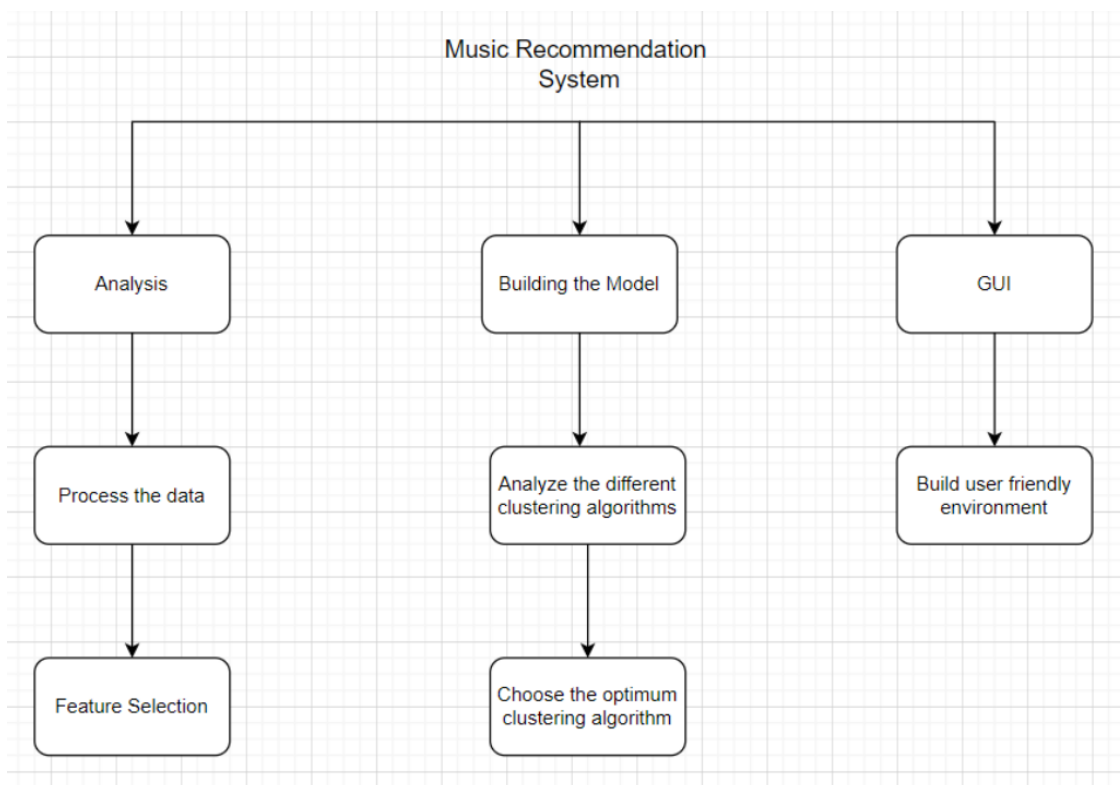 Music Recommendation
System
Analysis
Building the Model
GUI
Process the data
Analyze the different
clustering algorithms
Build user friendly
environment
Feature Selection
Choose the optimum
clustering algorithm